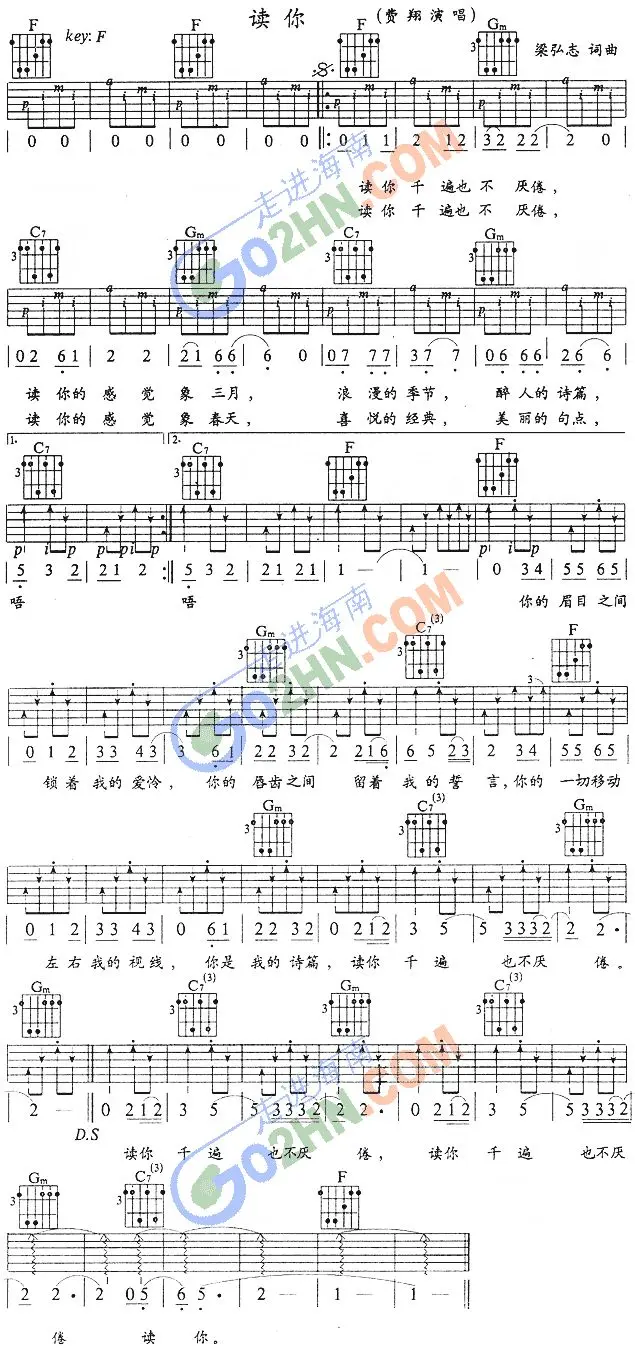 读你 (费翔演唱)
key: F
梁弘志 词曲
F F F Gm
p i m i a i m i p i m i a i m i p i m i a i m i p i m i a i m i
0 0 | 0 0 | 0 0 | 0 0 |: 0 1 1 | 2 1 2 | 3 2 2 2 | 2 0 |
读你 千 遍也 不 厌倦，
读你 千 遍也 不 厌倦，
C7 Gm C7 Gm
0 2 6 1 | 2 2 | 2 1 6 6 | 6 0 | 0 7 7 7 | 3 7 7 | 0 6 6 6 | 2 6 6 |
读 你的 感 觉 象 三月， 浪 漫的 季节， 醉 人的 诗篇，
读 你的 感 觉 象 春天， 喜 悦的 经典， 美 丽的 句点，
1. 2.
C7 C7 F F
p i p p p i p p i p
5 3 2 | 2 1 2 :| 5 3 2 | 2 1 2 1 | 1 — | 1 — | 0 3 4 | 5 5 6 5 |
唔 唔 你的 眉目之间
Gm C7(3) F
0 1 2 | 3 3 4 3 | 3 6 1 | 2 2 3 2 | 2 2 1 6 | 6 5 2 3 | 2 3 4 | 5 5 6 5 |
锁着 我的 爱怜， 你的 唇齿之间 留着 我 的 誓 言，你的 一切移动
Gm C7(3) Gm
0 1 2 | 3 3 4 3 | 0 6 1 | 2 2 3 2 | 0 2 1 2 | 3 5 | 5 3 3 3 2 | 2 2 · |
左右 我的 视线， 你是 我的 诗篇， 读你 千 遍 也不厌 倦。
Gm C7(3) Gm C7(3)
2 — || 0 2 1 2 | 3 5 | 5 3 3 3 2 | 2 2 · | 0 2 1 2 | 3 5 | 5 3 3 3 2 |
D.S
读你 千 遍 也不厌 倦， 读你 千 遍 也不厌
Gm C7(3) F
2 2 · | 2 0 5 | 6 5 · | 2 — | 1 — | 1 — |
倦 读 你。
走进海南
GO2HN.COM
走进海南
GO2HN.COM
走进海南
GO2HN.COM